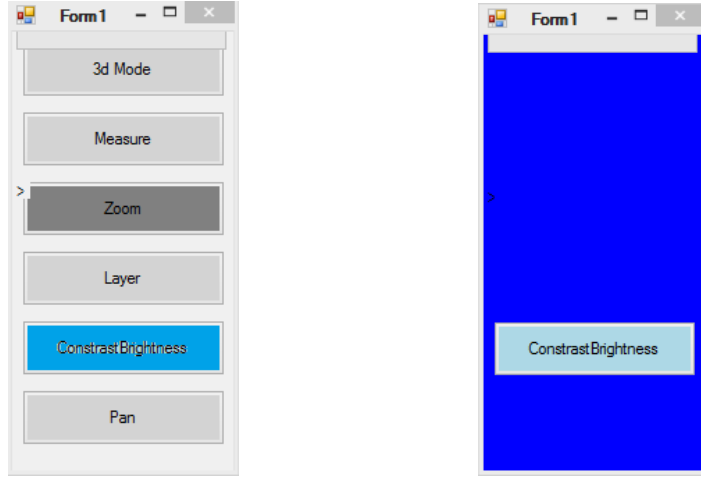 Form1
3d Mode
Measure
>
Zoom
Layer
ConstrastBrightness
Pan
Form1
>
ConstrastBrightness